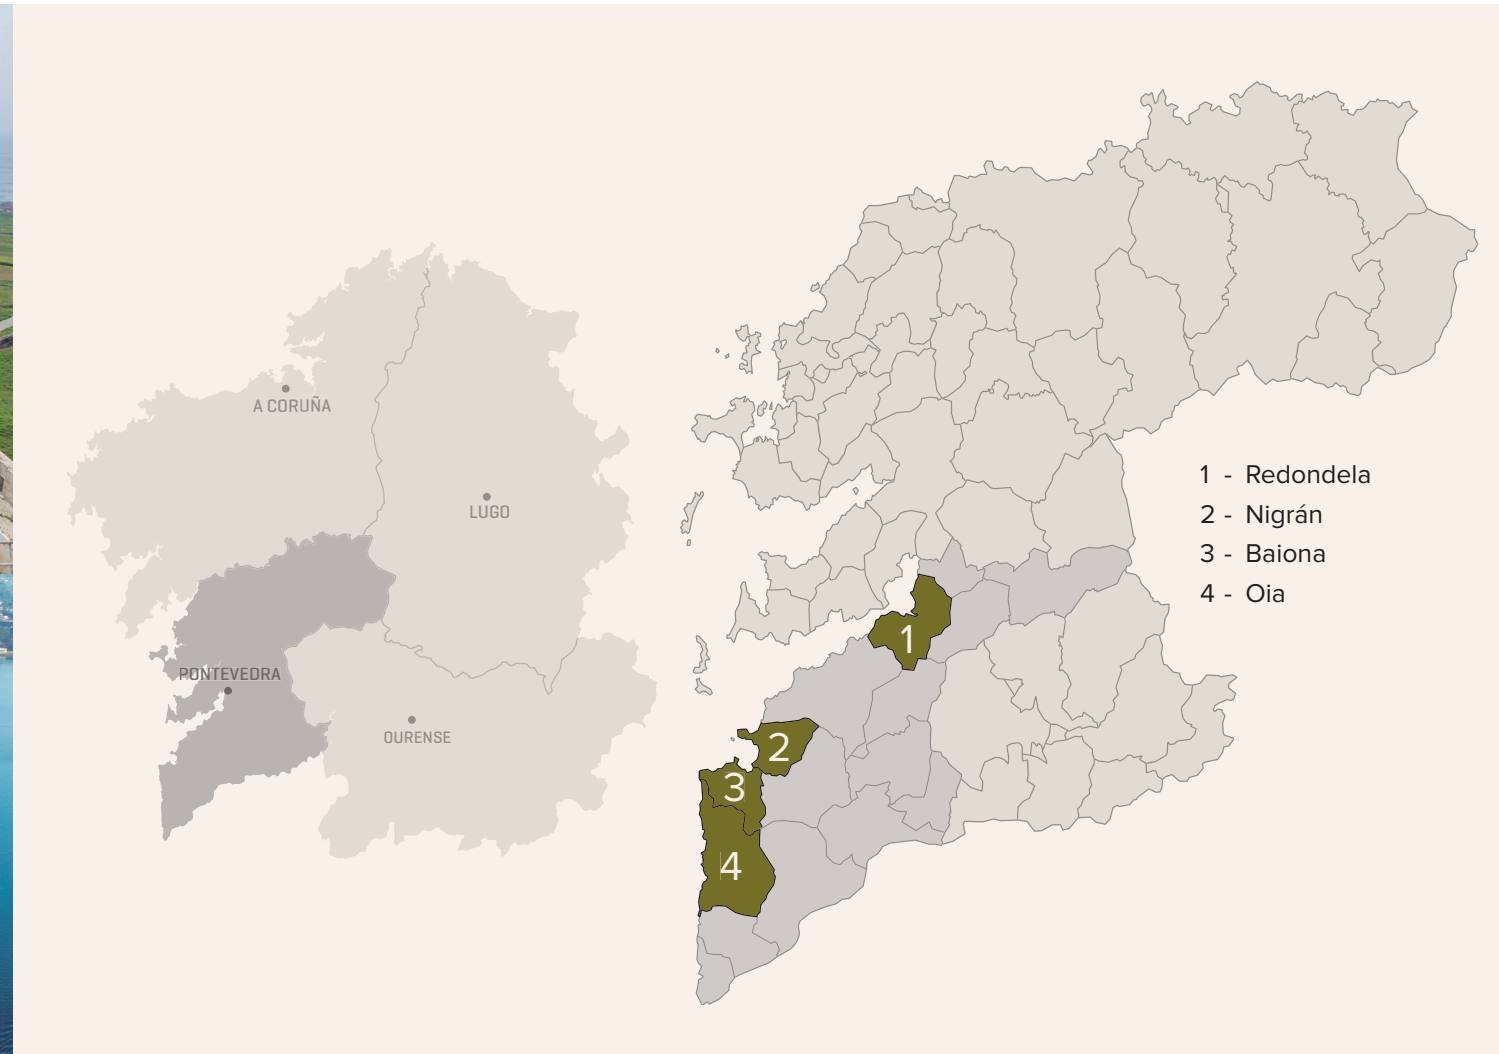 A CORUÑA
LUGO
PONTEVEDRA
OURENSE
1
2
3
4
1 - Redondela
2 - Nigrán
3 - Baiona
4 - Oia